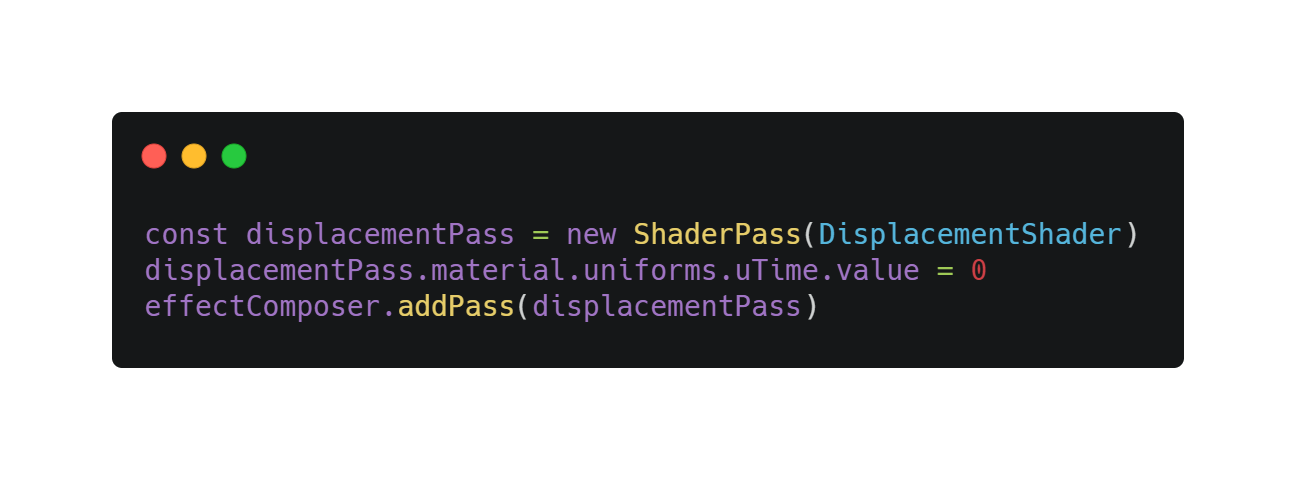 const displacementPass = new ShaderPass(DisplacementShader)
displacementPass.material.uniforms.uTime.value = 0
effectComposer.addPass(displacementPass)